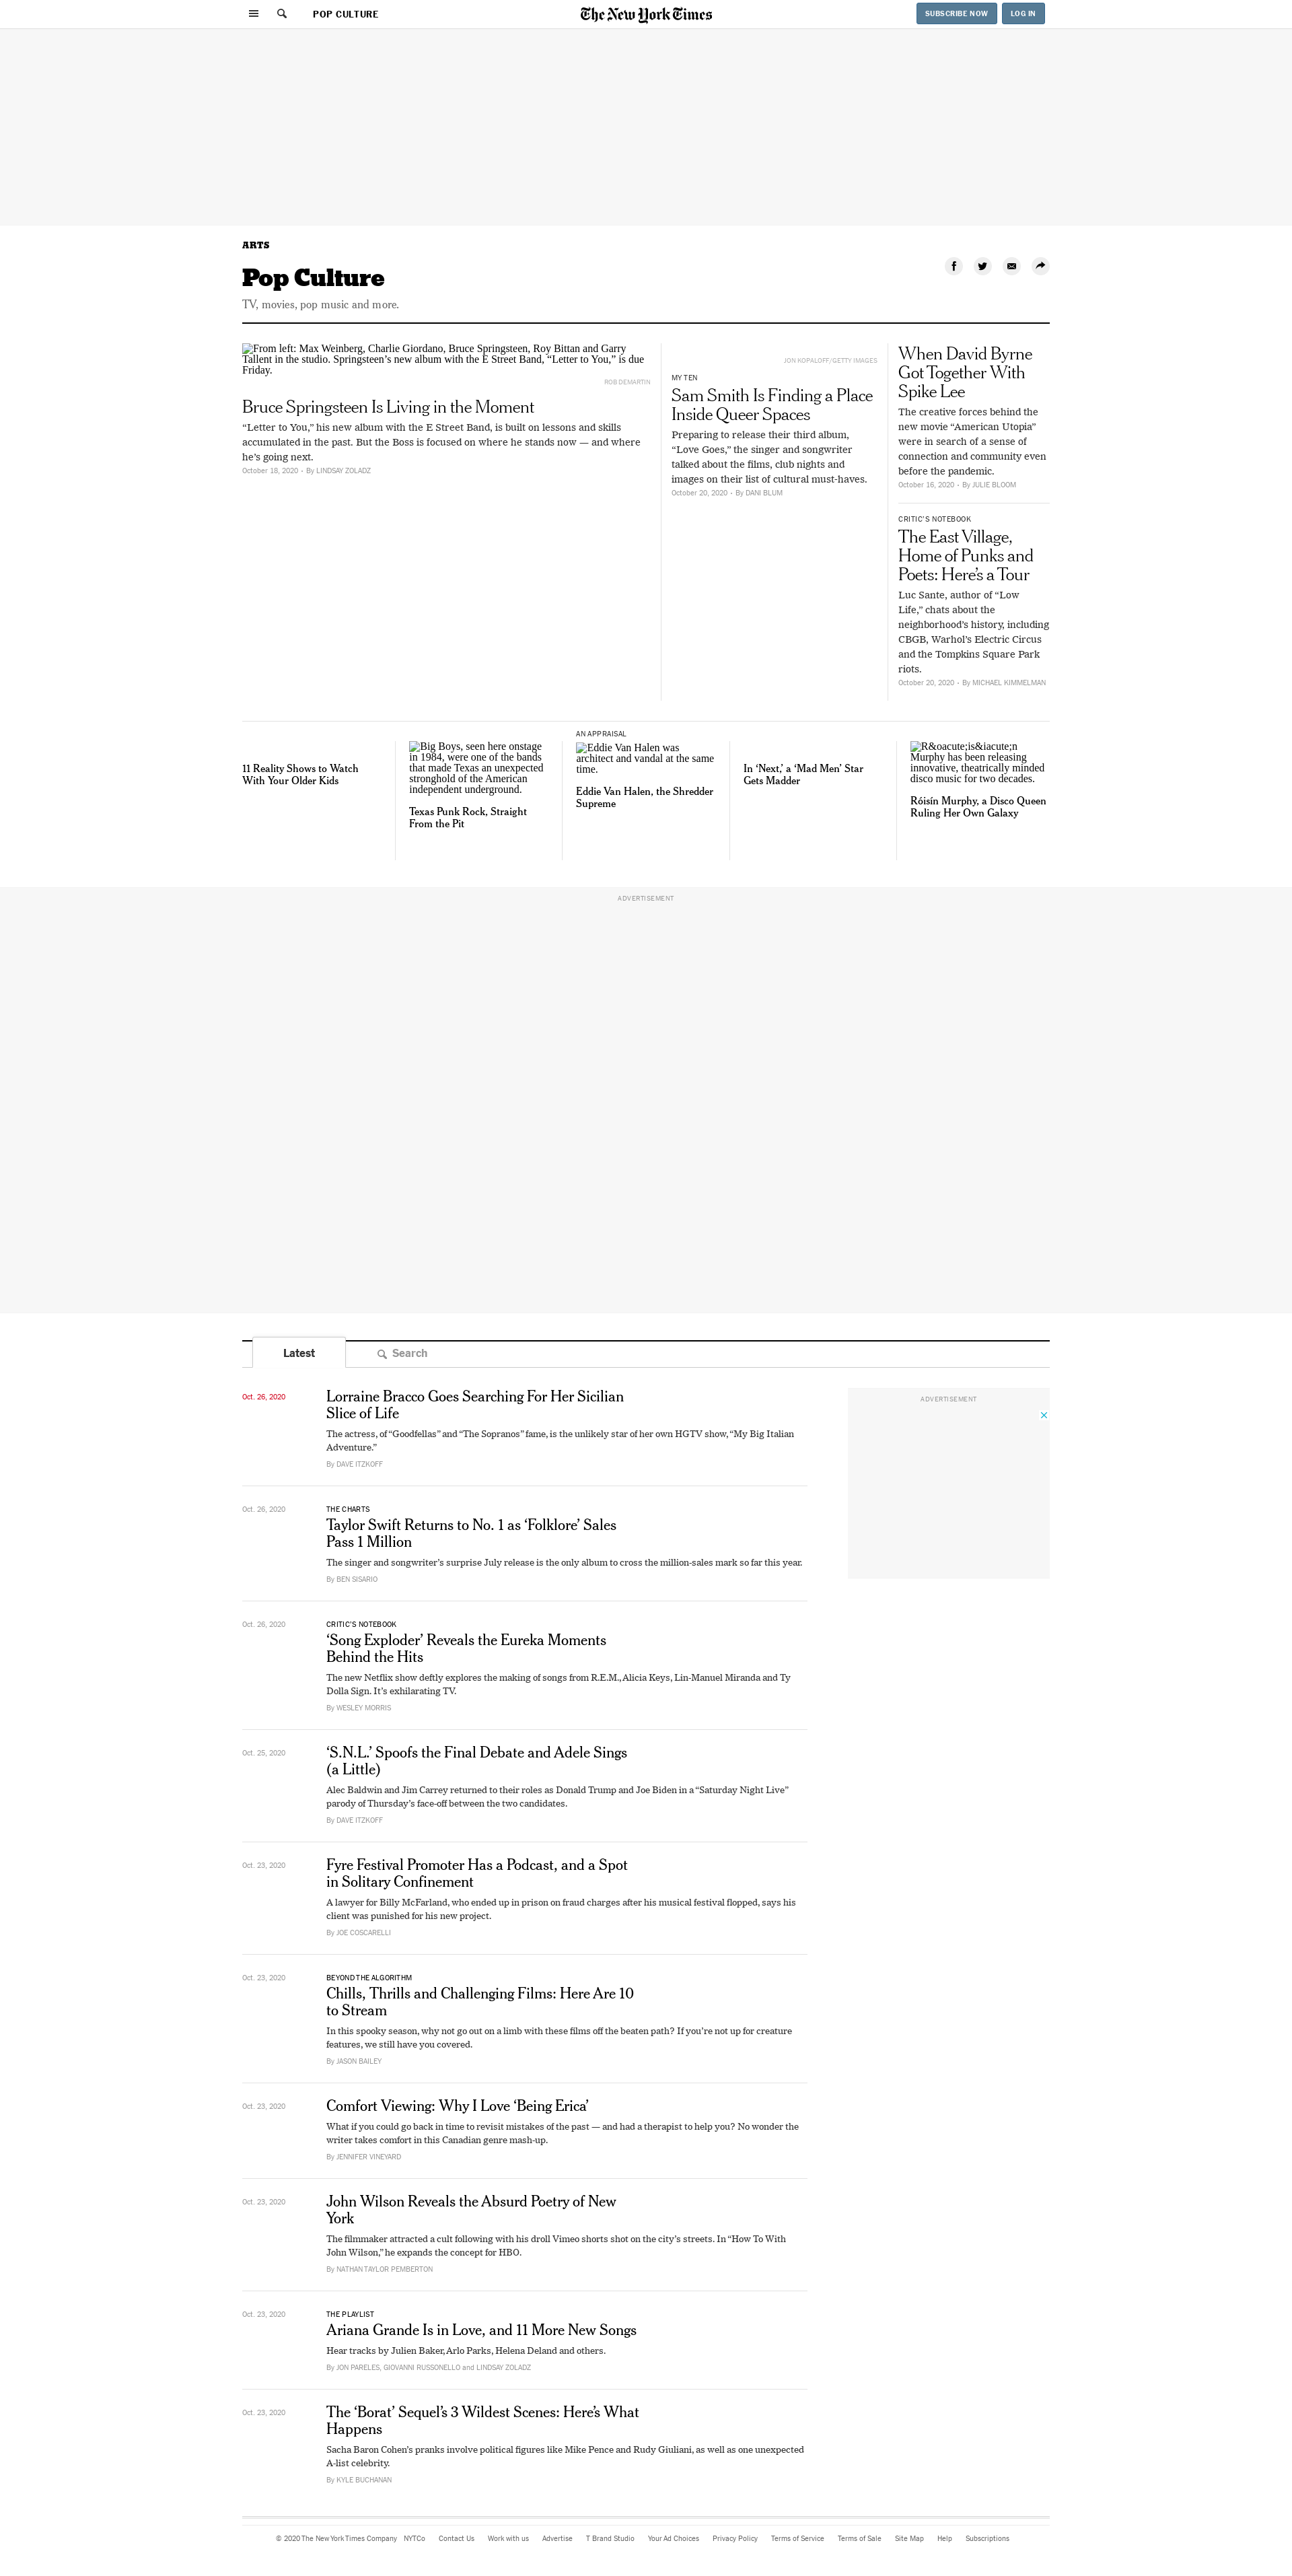 POP CULTURE
The New York Times
SUBSCRIBE NOW
LOG IN
ARTS
Pop Culture
TV, movies, pop music and more.
From left: Max Weinberg, Charlie Giordano, Bruce Springsteen, Roy Bittan and Garry
Tallent in the studio. Springsteen’s new album with the E Street Band, “Letter to You,” is due
Friday.
ROB DEMARTIN
Bruce Springsteen Is Living in the Moment
“Letter to You,” his new album with the E Street Band, is built on lessons and skills
accumulated in the past. But the Boss is focused on where he stands now — and where
he’s going next.
October 18, 2020 • By LINDSAY ZOLADZ
JON KOPALOFF/GETTY IMAGES
MY TEN
Sam Smith Is Finding a Place
Inside Queer Spaces
Preparing to release their third album,
“Love Goes,” the singer and songwriter
talked about the films, club nights and
images on their list of cultural must-haves.
October 20, 2020 • By DANI BLUM
When David Byrne
Got Together With
Spike Lee
The creative forces behind the
new movie “American Utopia”
were in search of a sense of
connection and community even
before the pandemic.
October 16, 2020 • By JULIE BLOOM
CRITIC’S NOTEBOOK
The East Village,
Home of Punks and
Poets: Here’s a Tour
Luc Sante, author of “Low
Life,” chats about the
neighborhood’s history, including
CBGB, Warhol’s Electric Circus
and the Tompkins Square Park
riots.
October 20, 2020 • By MICHAEL KIMMELMAN
11 Reality Shows to Watch
With Your Older Kids
Big Boys, seen here onstage
in 1984, were one of the bands
that made Texas an unexpected
stronghold of the American
independent underground.
Texas Punk Rock, Straight
From the Pit
AN APPRAISAL
Eddie Van Halen was
architect and vandal at the same
time.
Eddie Van Halen, the Shredder
Supreme
In ‘Next,’ a ‘Mad Men’ Star
Gets Madder
R&oacute;is&iacute;n
Murphy has been releasing
innovative, theatrically minded
disco music for two decades.
Róisín Murphy, a Disco Queen
Ruling Her Own Galaxy
ADVERTISEMENT
Latest
Search
Oct. 26, 2020
Lorraine Bracco Goes Searching For Her Sicilian
Slice of Life
The actress, of “Goodfellas” and “The Sopranos” fame, is the unlikely star of her own HGTV show, “My Big Italian
Adventure.”
By DAVE ITZKOFF
ADVERTISEMENT
Oct. 26, 2020
THE CHARTS
Taylor Swift Returns to No. 1 as ‘Folklore’ Sales
Pass 1 Million
The singer and songwriter’s surprise July release is the only album to cross the million-sales mark so far this year.
By BEN SISARIO
Oct. 26, 2020
CRITIC’S NOTEBOOK
‘Song Exploder’ Reveals the Eureka Moments
Behind the Hits
The new Netflix show deftly explores the making of songs from R.E.M., Alicia Keys, Lin-Manuel Miranda and Ty
Dolla Sign. It’s exhilarating TV.
By WESLEY MORRIS
Oct. 25, 2020
‘S.N.L.’ Spoofs the Final Debate and Adele Sings
(a Little)
Alec Baldwin and Jim Carrey returned to their roles as Donald Trump and Joe Biden in a “Saturday Night Live”
parody of Thursday’s face-off between the two candidates.
By DAVE ITZKOFF
Oct. 23, 2020
Fyre Festival Promoter Has a Podcast, and a Spot
in Solitary Confinement
A lawyer for Billy McFarland, who ended up in prison on fraud charges after his musical festival flopped, says his
client was punished for his new project.
By JOE COSCARELLI
Oct. 23, 2020
BEYOND THE ALGORITHM
Chills, Thrills and Challenging Films: Here Are 10
to Stream
In this spooky season, why not go out on a limb with these films off the beaten path? If you’re not up for creature
features, we still have you covered.
By JASON BAILEY
Oct. 23, 2020
Comfort Viewing: Why I Love ‘Being Erica’
What if you could go back in time to revisit mistakes of the past — and had a therapist to help you? No wonder the
writer takes comfort in this Canadian genre mash-up.
By JENNIFER VINEYARD
Oct. 23, 2020
John Wilson Reveals the Absurd Poetry of New
York
The filmmaker attracted a cult following with his droll Vimeo shorts shot on the city’s streets. In “How To With
John Wilson,” he expands the concept for HBO.
By NATHAN TAYLOR PEMBERTON
Oct. 23, 2020
THE PLAYLIST
Ariana Grande Is in Love, and 11 More New Songs
Hear tracks by Julien Baker, Arlo Parks, Helena Deland and others.
By JON PARELES, GIOVANNI RUSSONELLO and LINDSAY ZOLADZ
Oct. 23, 2020
The ‘Borat’ Sequel’s 3 Wildest Scenes: Here’s What
Happens
Sacha Baron Cohen’s pranks involve political figures like Mike Pence and Rudy Giuliani, as well as one unexpected
A-list celebrity.
By KYLE BUCHANAN
© 2020 The New York Times Company NYTCo Contact Us Work with us Advertise T Brand Studio Your Ad Choices Privacy Policy Terms of Service Terms of Sale Site Map Help Subscriptions